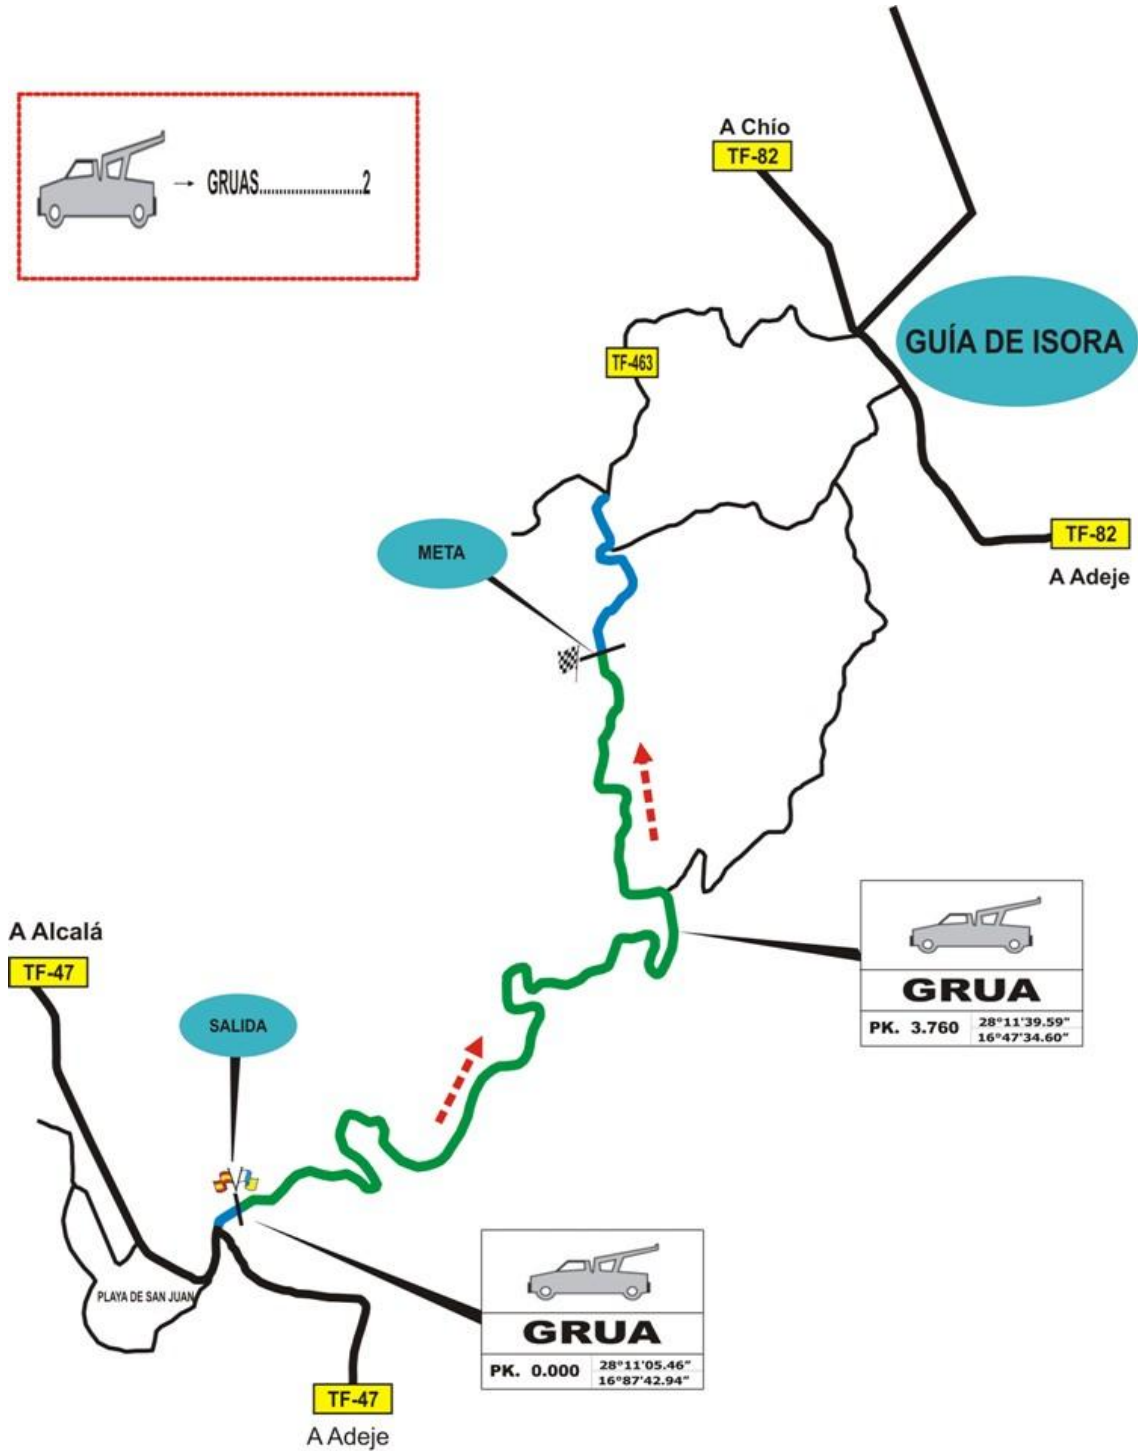 A Chío
TF-82
GRUAS..........................2
GUÍA DE ISORA
TF-463
TF-82
A Adeje
META
A Alcalá
TF-47
SALIDA
GRUA
PK. 3.760
28°11'39.59"
16°47'34.60"
PLAYA DE SAN JUAN
GRUA
PK. 0.000
28°11'05.46"
16°87'42.94"
TF-47
A Adeje